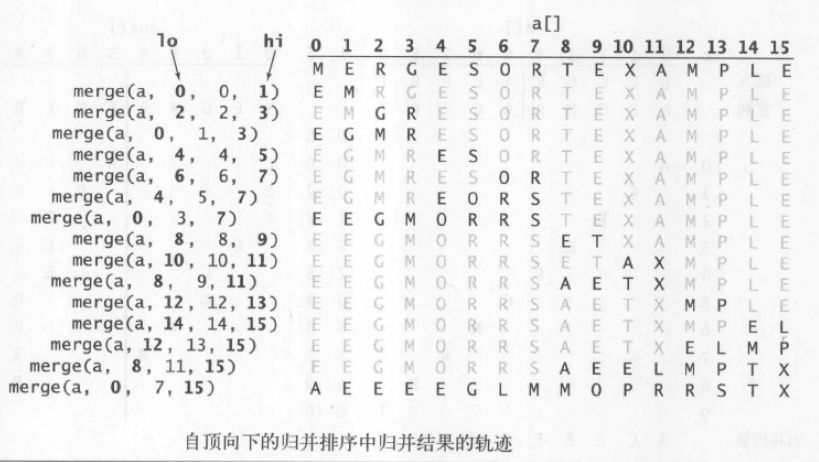 a[]
lo hi 0 1 2 3 4 5 6 7 8 9 10 11 12 13 14 15
M E R G E S O R T E X A M P L E
merge(a, 0, 0, 1) E M R G E S O R T E X A M P L E
merge(a, 2, 2, 3) E M G R E S O R T E X A M P L E
merge(a, 0, 1, 3) E G M R E S O R T E X A M P L E
merge(a, 4, 4, 5) E G M R E S O R T E X A M P L E
merge(a, 6, 6, 7) E G M R E S O R T E X A M P L E
merge(a, 4, 5, 7) E G M R E O R S T E X A M P L E
merge(a, 0, 3, 7) E E G M O R R S T E X A M P L E
merge(a, 8, 8, 9) E E G M O R R S E T X A M P L E
merge(a, 10, 10, 11) E E G M O R R S E T A X M P L E
merge(a, 8, 9, 11) E E G M O R R S A E T X M P L E
merge(a, 12, 12, 13) E E G M O R R S A E T X M P L E
merge(a, 14, 14, 15) E E G M O R R S A E T X M P E L
merge(a, 12, 13, 15) E E G M O R R S A E T X E L M P
merge(a, 8, 11, 15) E E G M O R R S A E E L M P T X
merge(a, 0, 7, 15) A E E E E G L M M O P R R S T X
自顶向下的归并排序中归并结果的轨迹